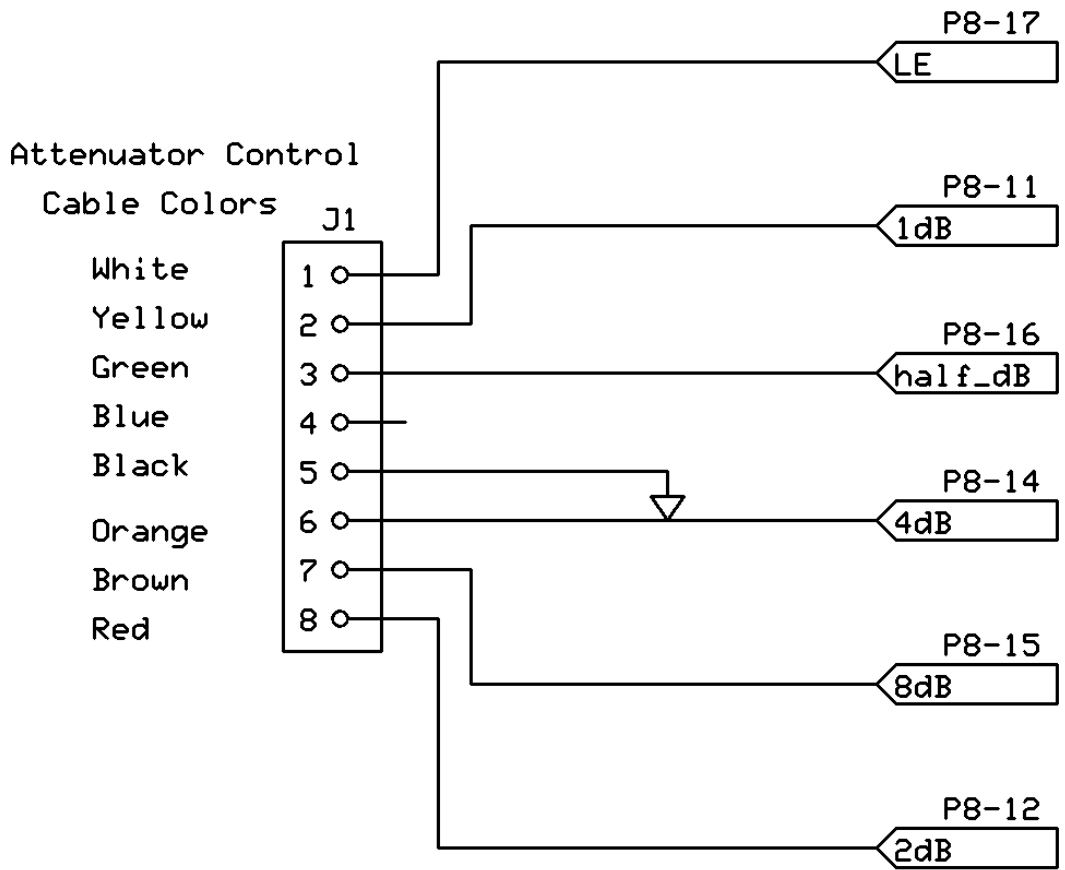 P8-17
LE
Attenuator Control
Cable Colors
P8-11
1dB
J1
White
1
Yellow
2
P8-16
Green
3
half_dB
Blue
4
Black
5
P8-14
Orange
6
4dB
Brown
7
Red
8
P8-15
8dB
P8-12
2dB